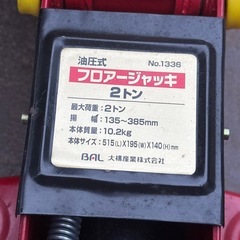 油圧式 No.1336
フロアージャッキ
2トン
最大荷重:2トン
揚 幅:135～385mm
本体質量:10.2kg
本体サイズ:515(L)X195(W)X140(H)mm
BAL 大橋産業株式会社